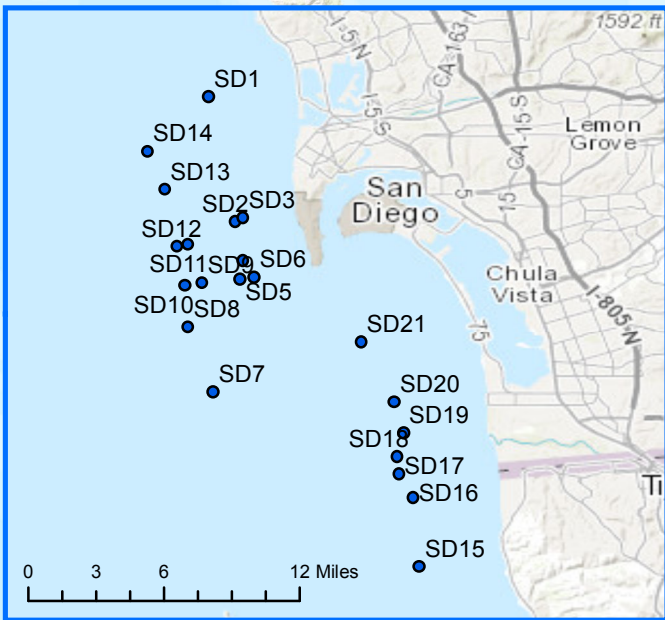 1592 ft
I-5-N
CA-163-N
SD1
I-5-S
CA-15-S
Lemon
Grove
SD14
SD13
San
Diego
5
15
SD2
SD3
SD12
SD6
SD11
SD9
SD5
Chula
Vista
I-805-N
SD10
SD8
SD21
75
SD7
SD20
SD19
SD18
SD17
SD16
Ti
SD15
0 3 6 12 Miles